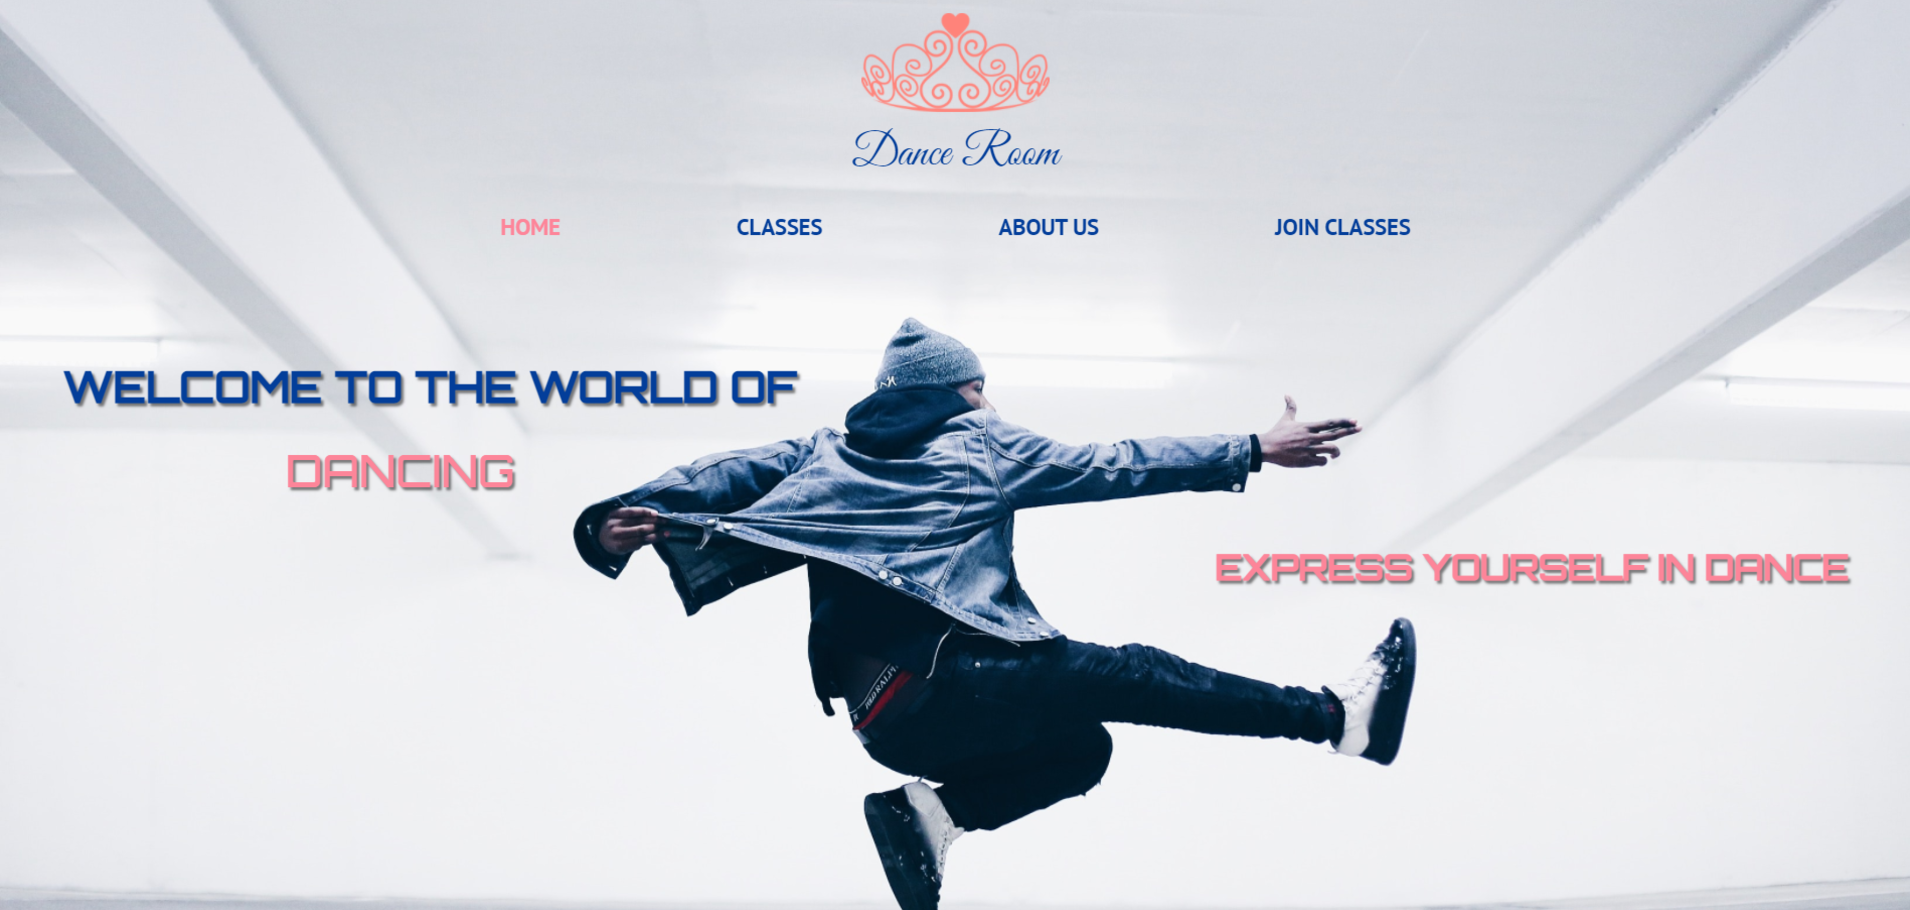 Dance Room
HOME
CLASSES
ABOUT US
JOIN CLASSES
WELCOME TO THE WORLD OF
DANCING
EXPRESS YOURSELF IN DANCE